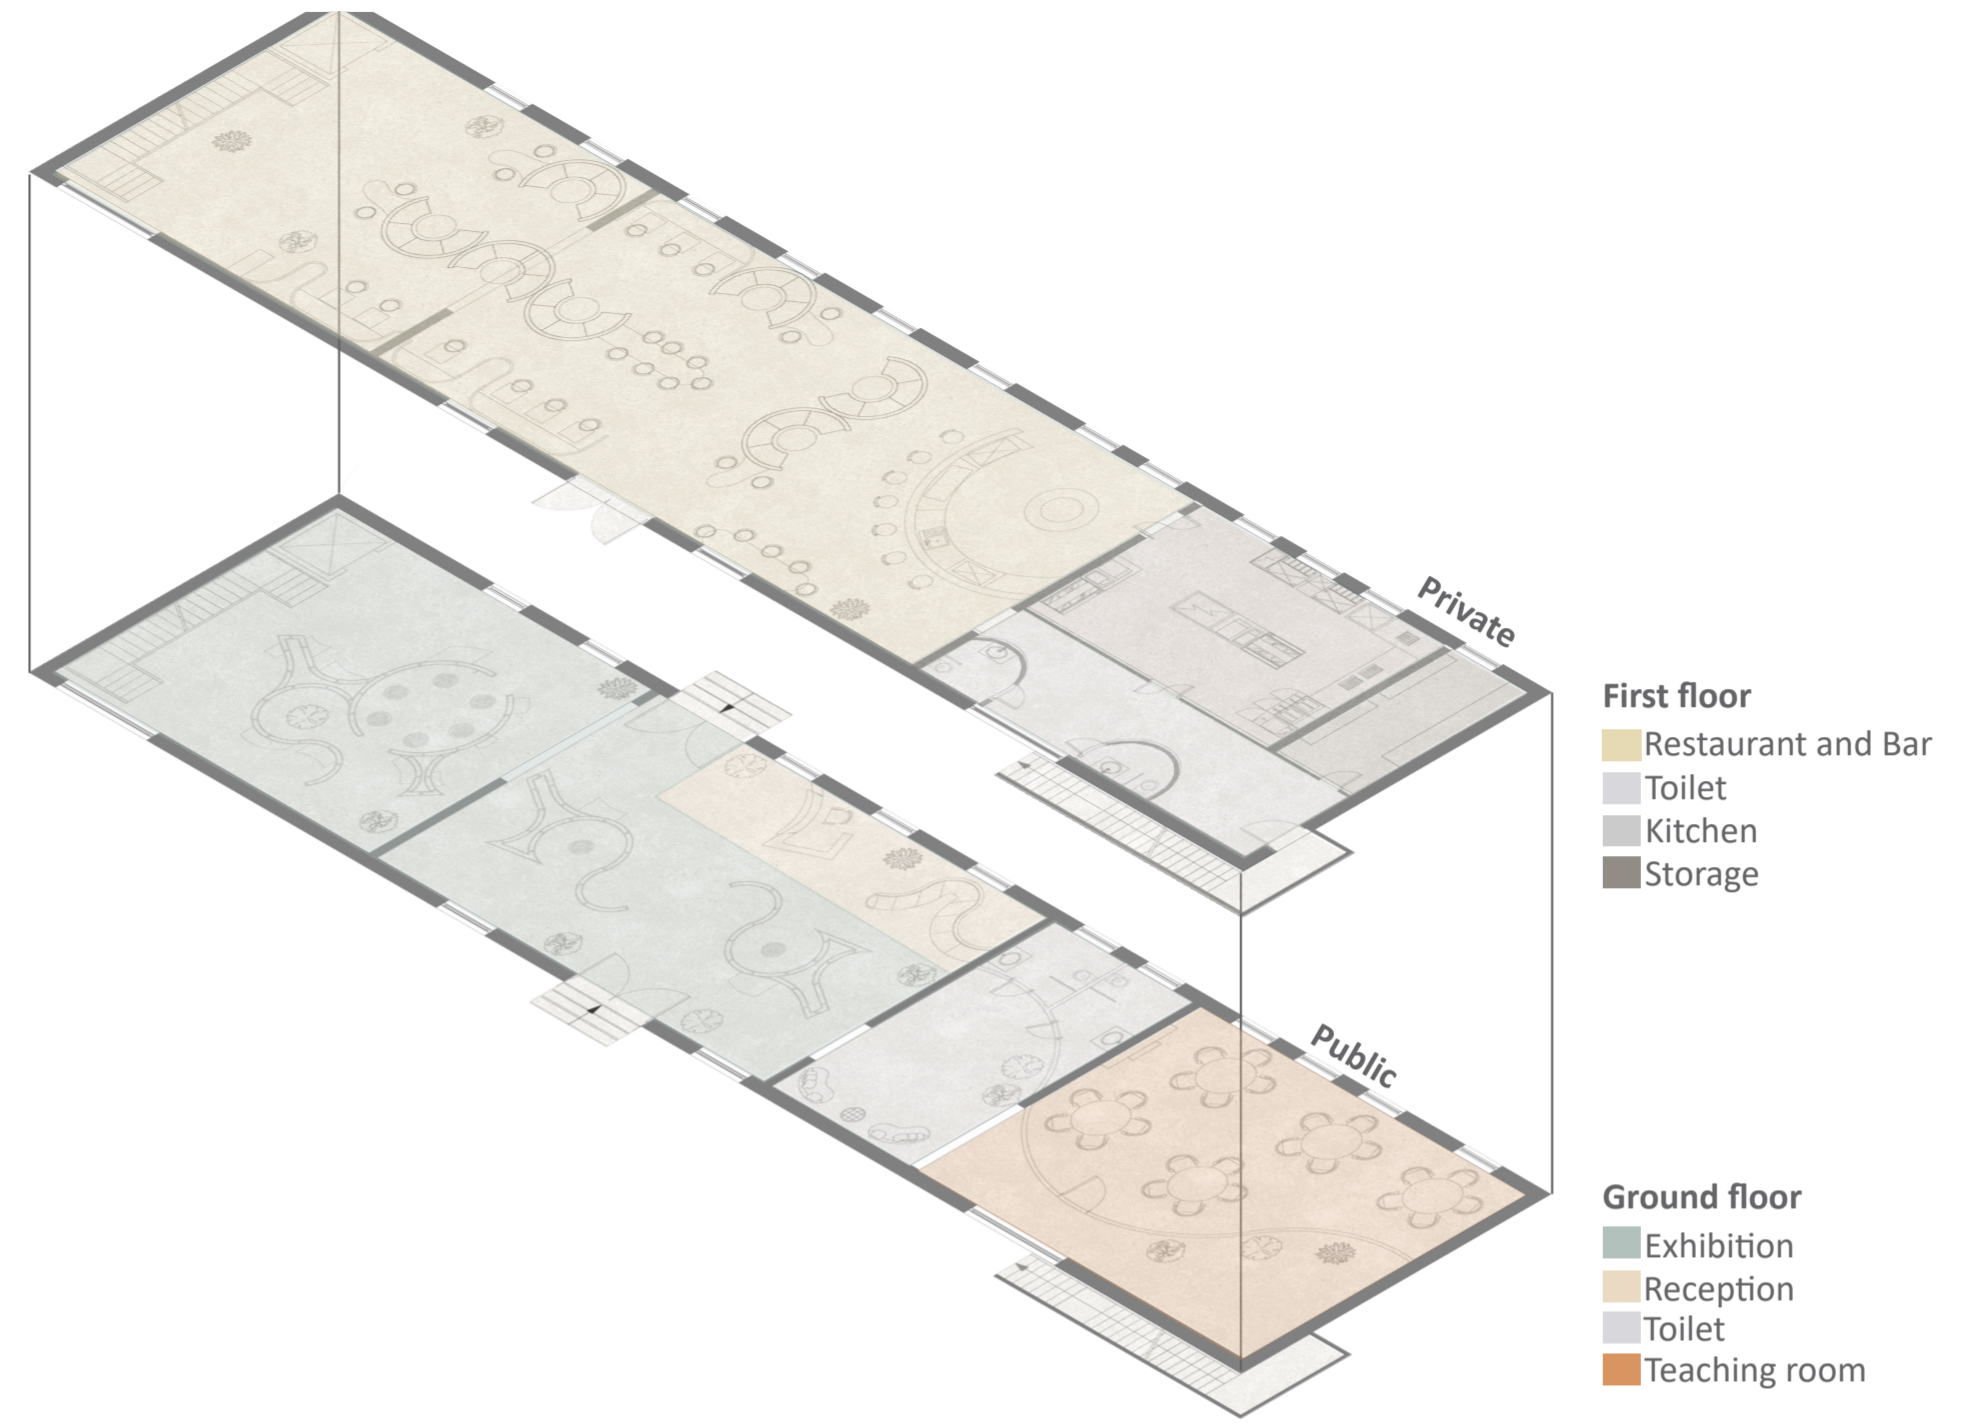 Private
First floor
Restaurant and Bar
Toilet
Kitchen
Storage
Public
Ground floor
Exhibition
Reception
Toilet
Teaching room